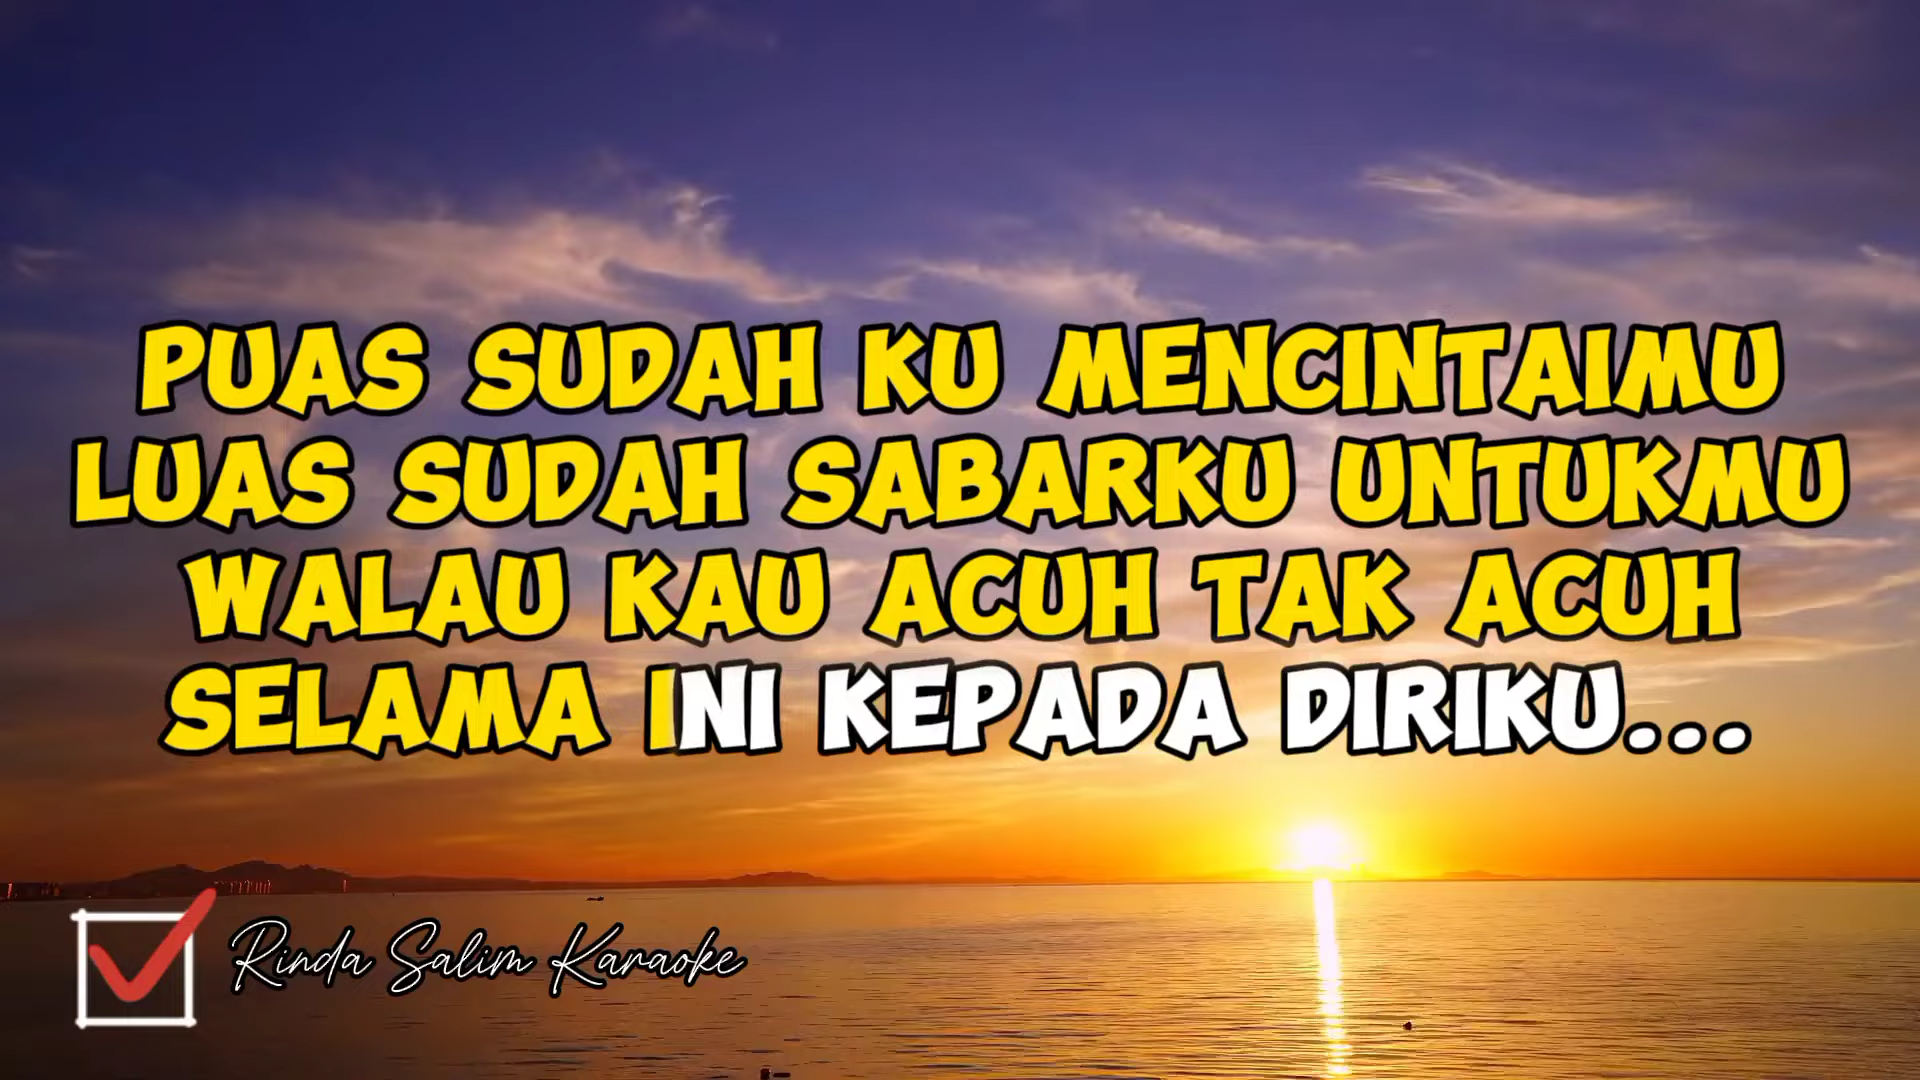 PUAS SUDAH KU MENCINTAIMU
LUAS SUDAH SABARKU UNTUKMU
WALAU KAU ACUH TAK ACUH
SELAMA INI KEPADA DIRIKU...
Rinda Salim Karaoke